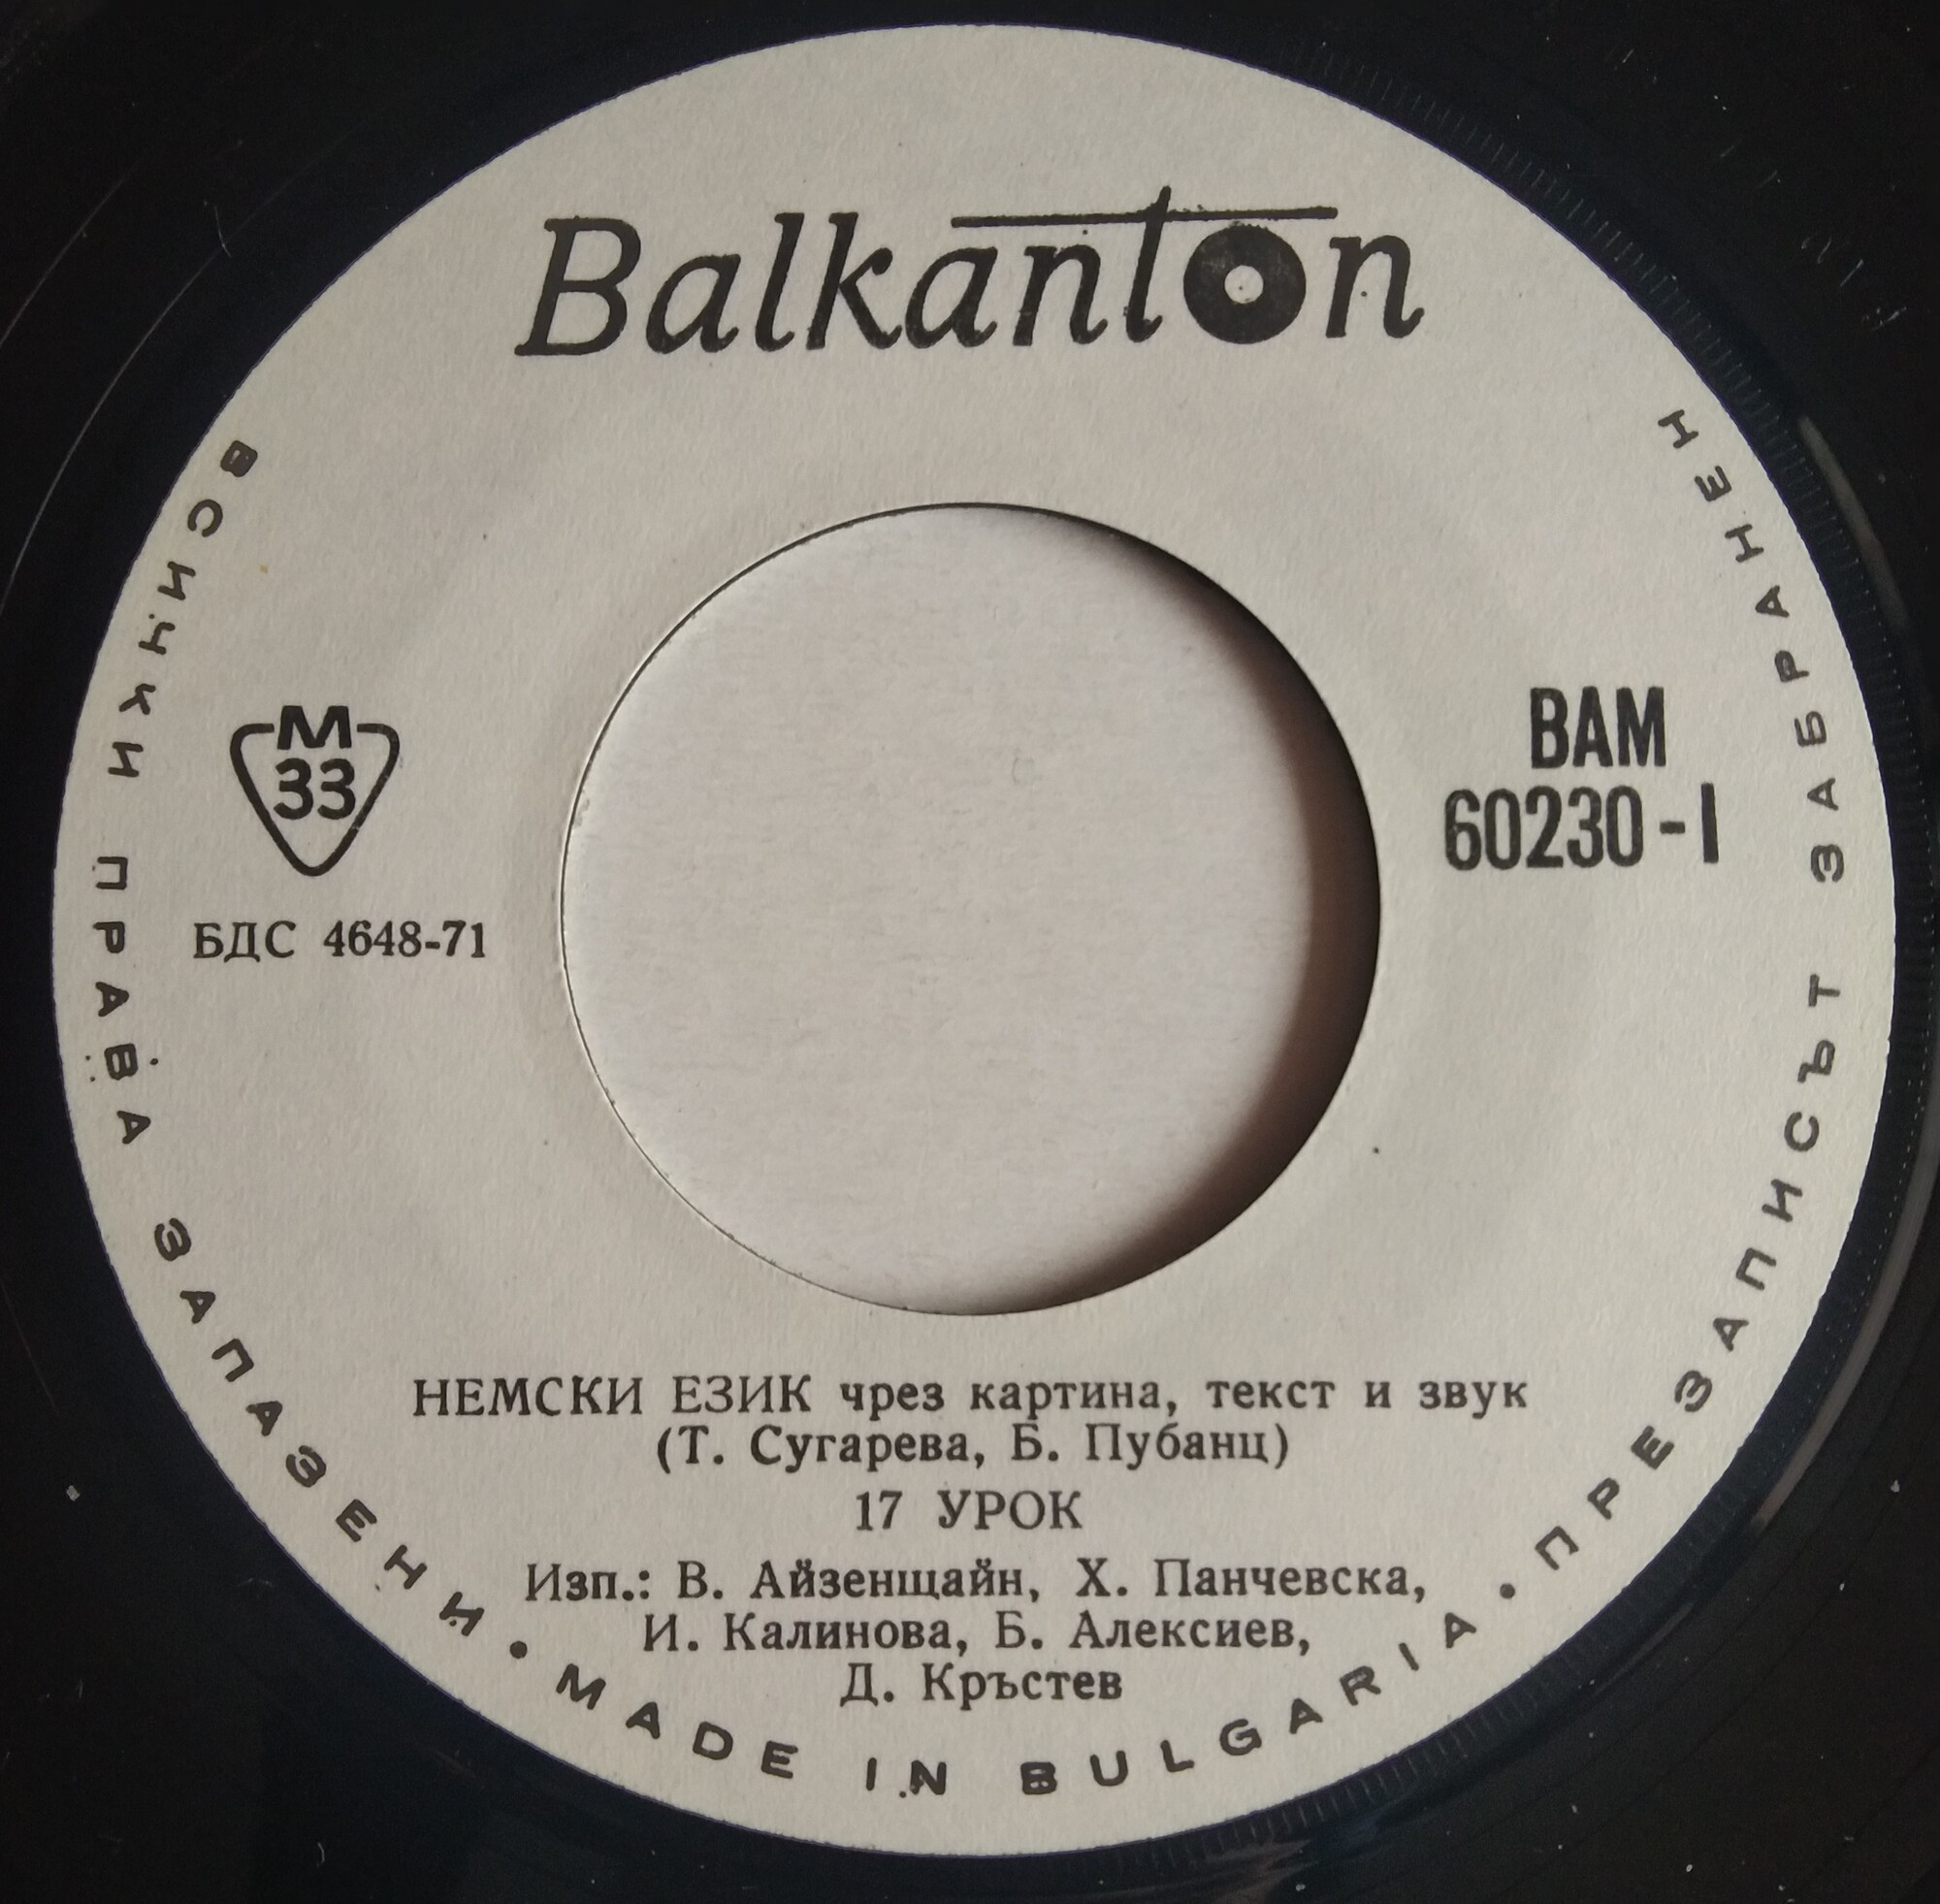 Balkanton
М
33
БДС 4648-71
ВАМ
60230-I
НЕМСКИ ЕЗИК чрез картина, текст и звук
(Т. Сугарева, Б. Пубанц)
17 УРОК
Изп.: В. Айзенщайн, Х. Панчевска,
И. Калинова, Б. Алексиев,
Д. Кръстев
ВСИЧКИ ПРАВА ЗАПАЗЕНИ • MADE IN BULGARIA • ПРЕЗАПИСЪТ ЗАБРАНЕН